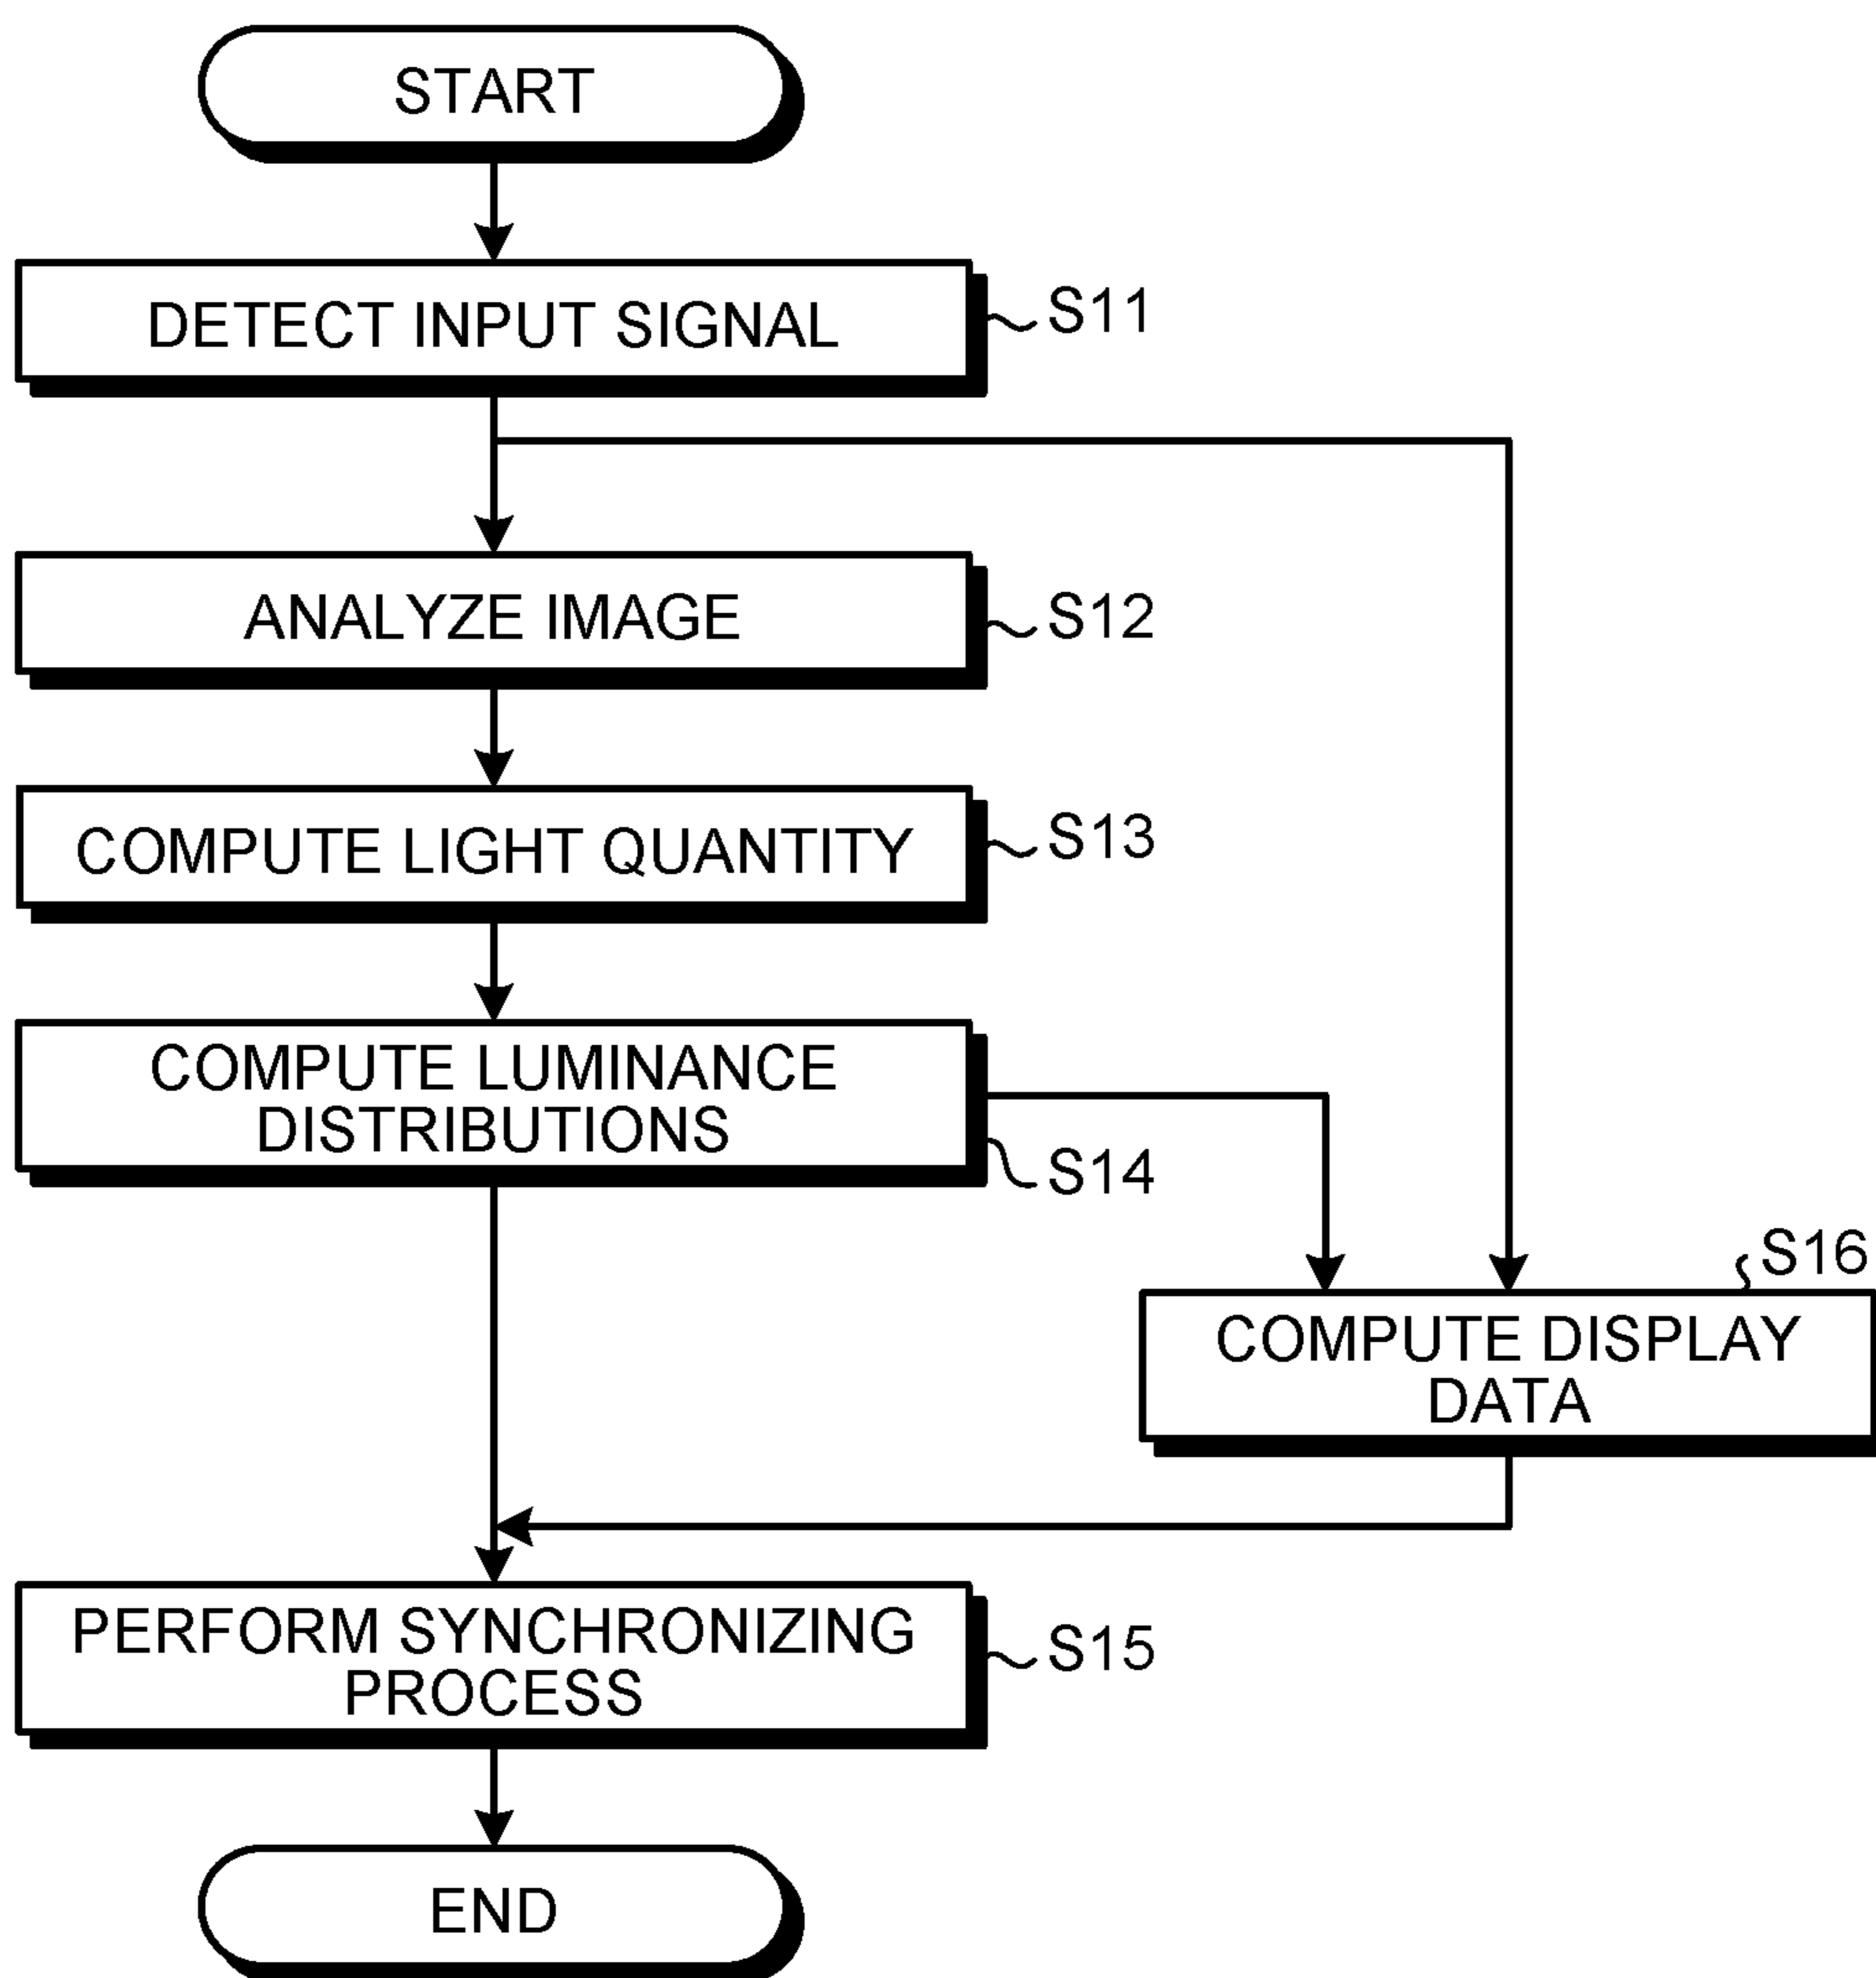 START
DETECT INPUT SIGNAL
S11
ANALYZE IMAGE
S12
COMPUTE LIGHT QUANTITY
S13
COMPUTE LUMINANCE
DISTRIBUTIONS
S14
S16
COMPUTE DISPLAY
DATA
PERFORM SYNCHRONIZING
PROCESS
S15
END